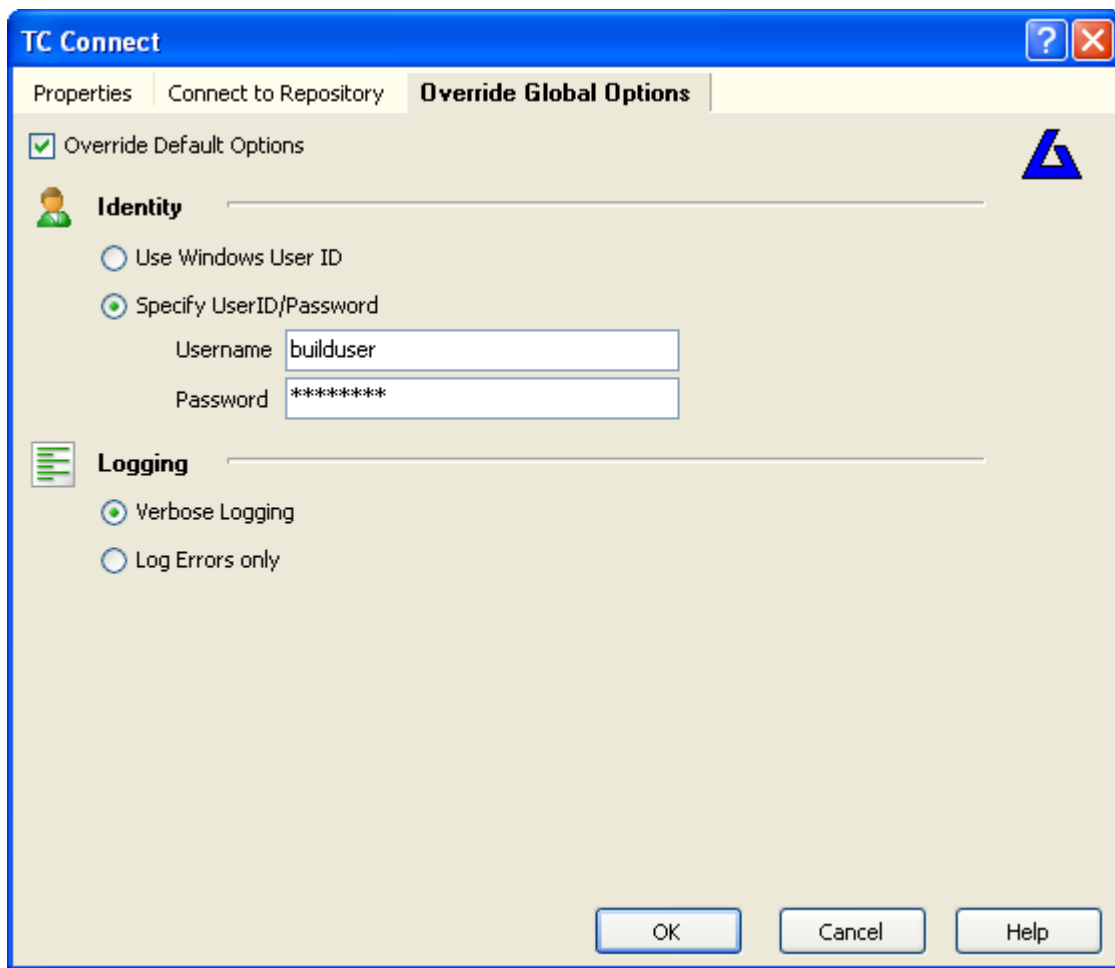 TC Connect
Properties Connect to Repository Override Global Options
Override Default Options
Identity
Use Windows User ID
Specify UserID/Password
Username builduser
Password ********
Logging
Verbose Logging
Log Errors only
OK Cancel Help